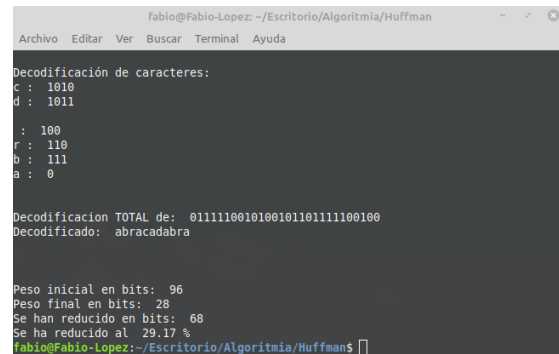 fabio@Fabio-Lopez: ~/Escritorio/Algoritmia/Huffman
Archivo Editar Ver Buscar Terminal Ayuda
Decodificación de caracteres:
c : 1010
d : 1011
: 100
r : 110
b : 111
a : 0
Decodificacion TOTAL de: 0111110010100101101111100100
Decodificado: abracadabra
Peso inicial en bits: 96
Peso final en bits: 28
Se han reducido en bits: 68
Se ha reducido al 29.17 %
fabio@Fabio-Lopez:~/Escritorio/Algoritmia/Huffman$